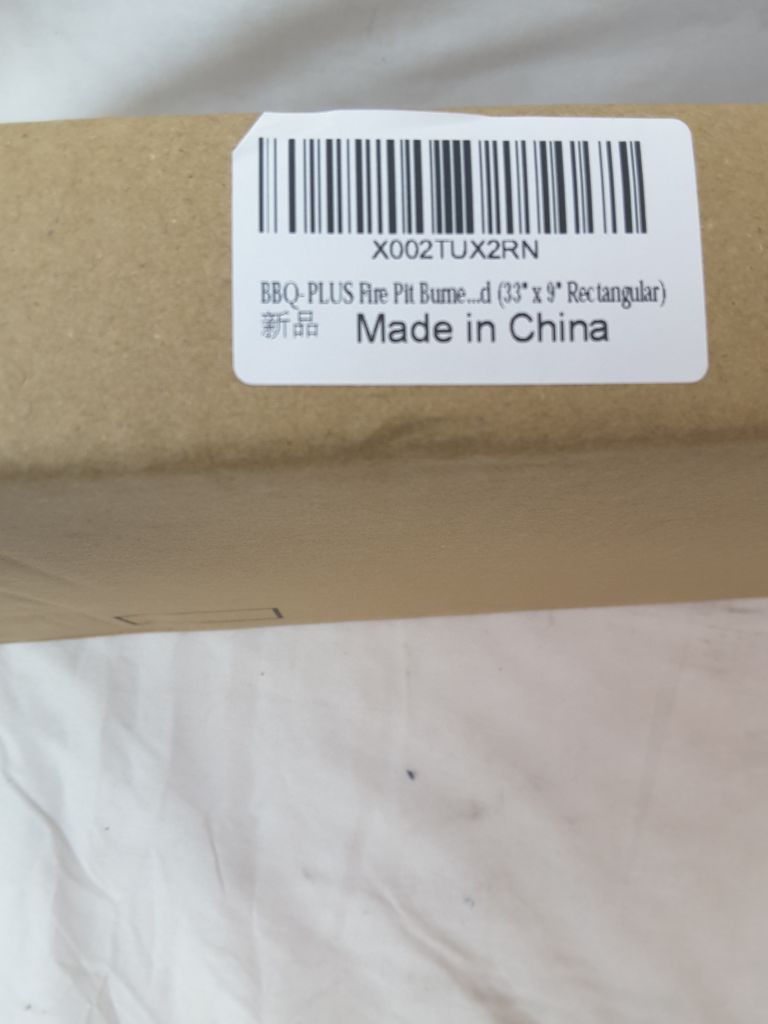 X002TUX2RN
BBQ-PLUS Fire Pit Burne...d (33" x 9" Rectangular)
新品 Made in China